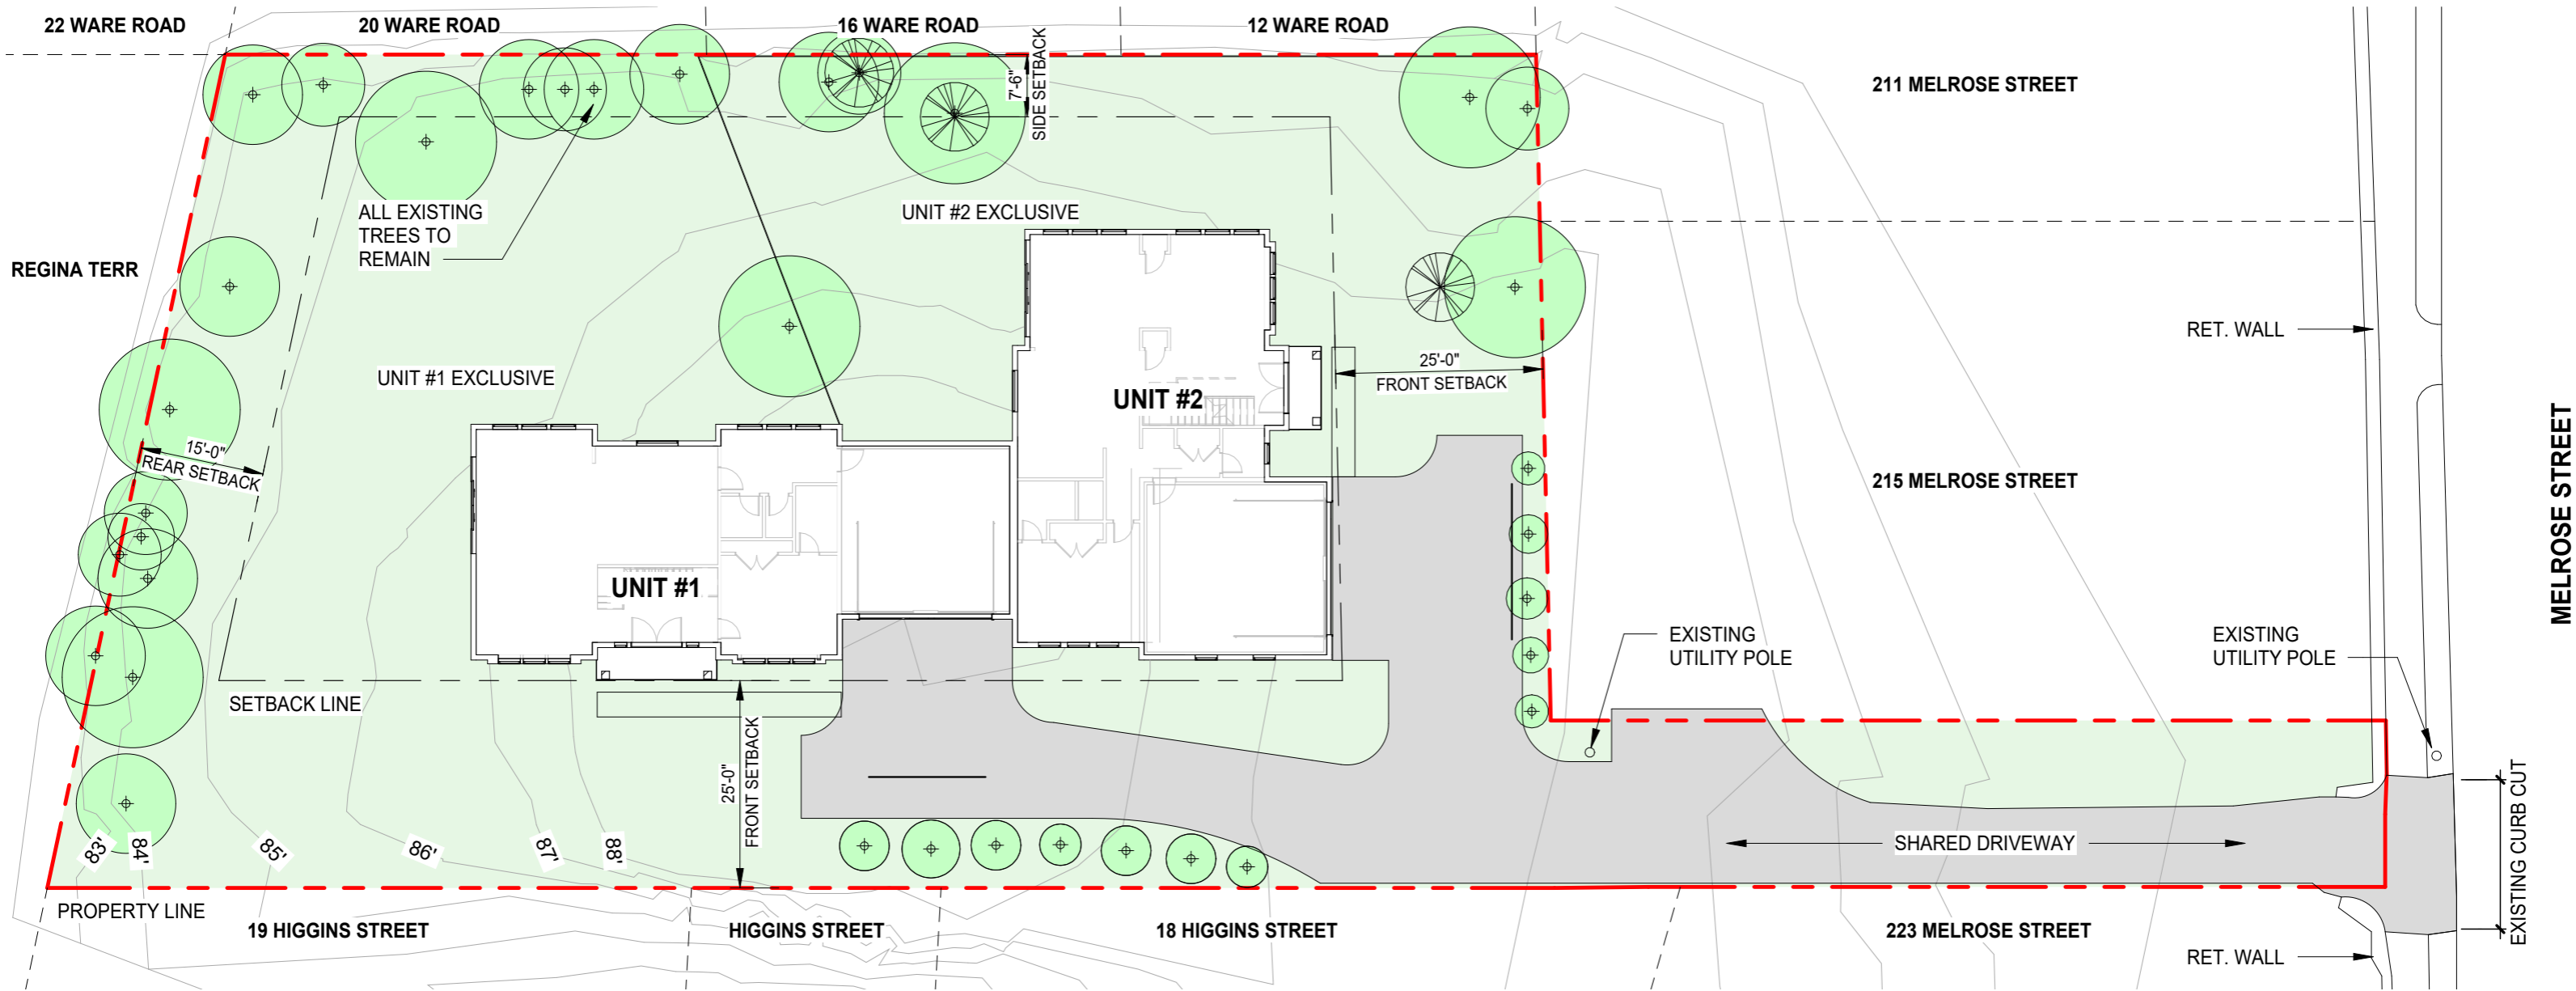 22 WARE ROAD
20 WARE ROAD
16 WARE ROAD
12 WARE ROAD
211 MELROSE STREET
7'-6"
SIDE SETBACK
ALL EXISTING
TREES TO
REMAIN
UNIT #2 EXCLUSIVE
REGINA TERR
UNIT #1 EXCLUSIVE
RET. WALL
25'-0"
FRONT SETBACK
UNIT #2
MELROSE STREET
15'-0"
REAR SETBACK
215 MELROSE STREET
UNIT #1
EXISTING
UTILITY POLE
EXISTING
UTILITY POLE
SETBACK LINE
25'-0"
FRONT SETBACK
83'
84'
85'
86'
87'
88'
SHARED DRIVEWAY
EXISTING CURB CUT
PROPERTY LINE
19 HIGGINS STREET
HIGGINS STREET
18 HIGGINS STREET
223 MELROSE STREET
RET. WALL